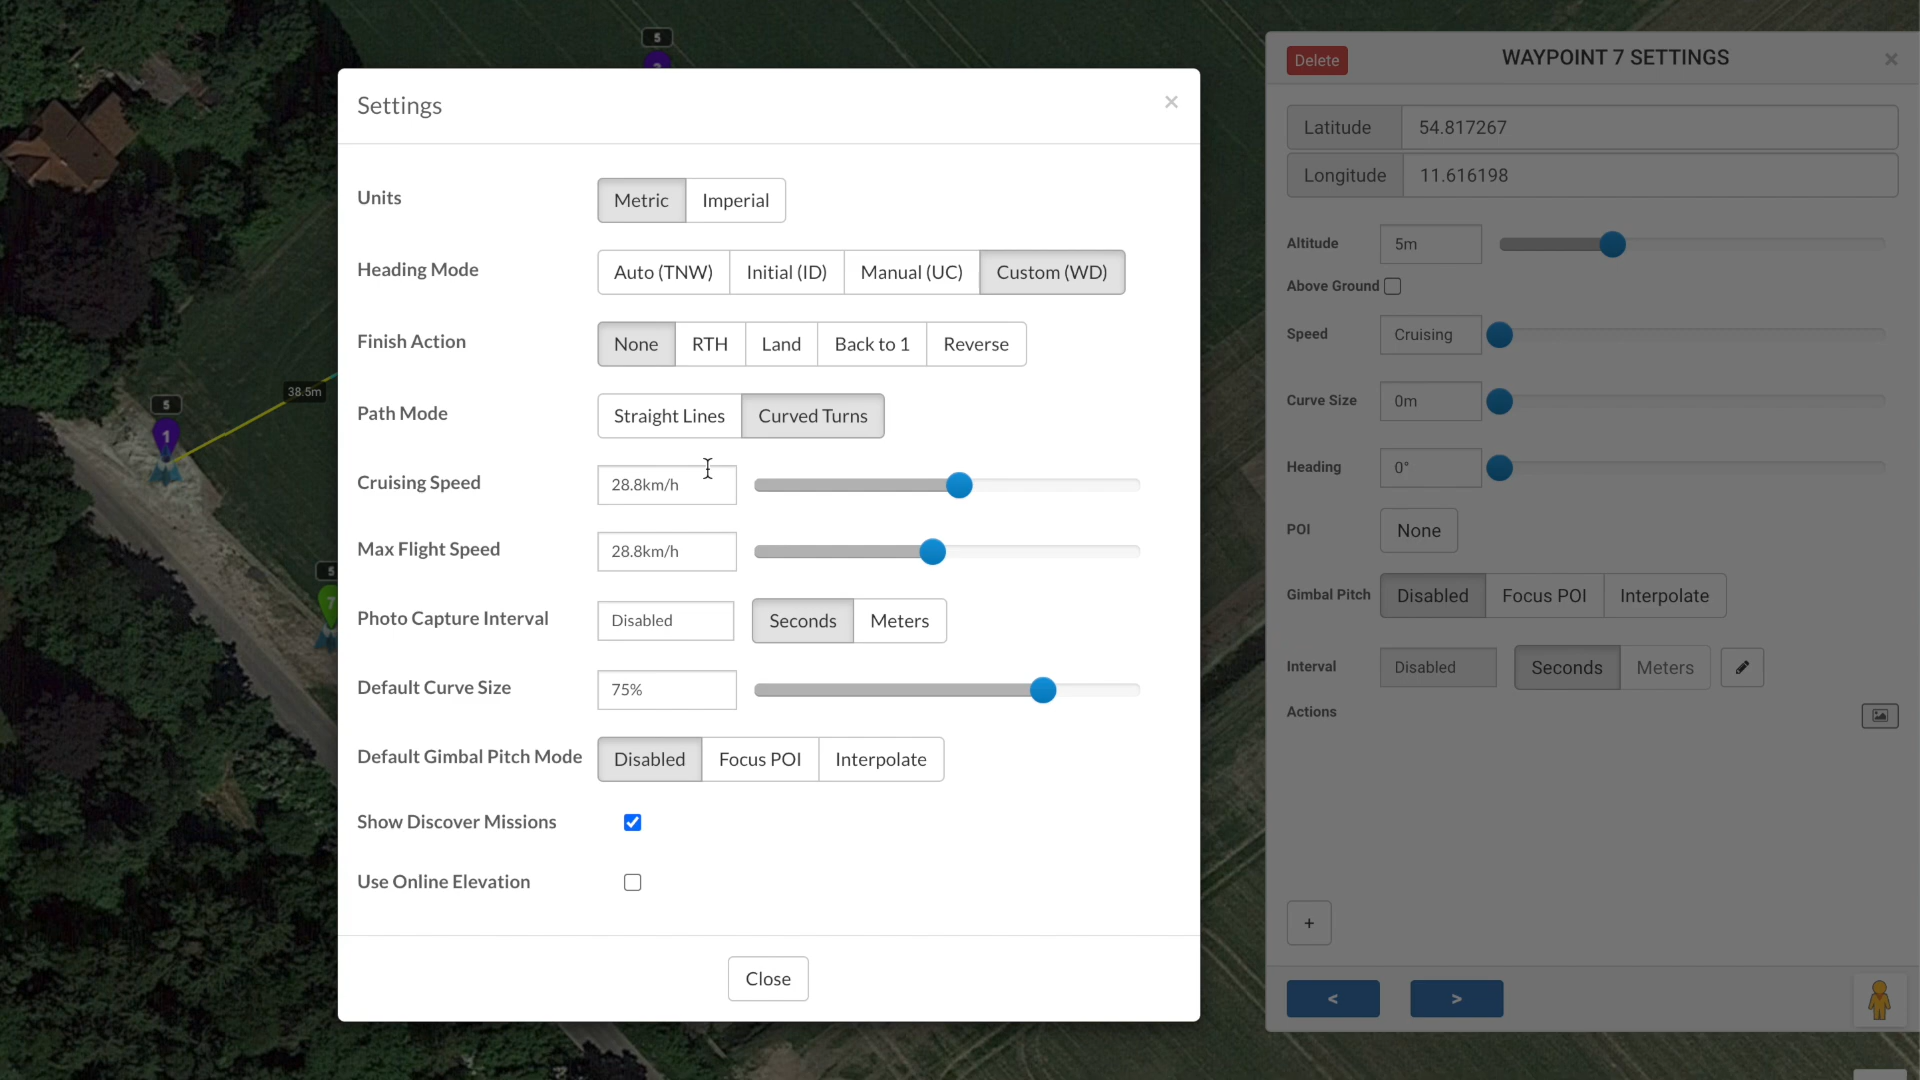 5
Settings
×
Units
Metric
Imperial
Heading Mode
Auto (TNW)
Initial (ID)
Manual (UC)
Custom (WD)
Finish Action
None
RTH
Land
Back to 1
Reverse
Path Mode
Straight Lines
Curved Turns
Cruising Speed
28.8km/h
Max Flight Speed
28.8km/h
Photo Capture Interval
Disabled
Seconds
Meters
Default Curve Size
75%
Default Gimbal Pitch Mode
Disabled
Focus POI
Interpolate
Show Discover Missions
Use Online Elevation
Close
38.5m
5
1
5
7
Delete
WAYPOINT 7 SETTINGS
×
Latitude
54.817267
Longitude
11.616198
Altitude
5m
Above Ground
Speed
Cruising
Curve Size
0m
Heading
0°
POI
None
Gimbal Pitch
Disabled
Focus POI
Interpolate
Interval
Disabled
Seconds
Meters
Actions
+
<
>